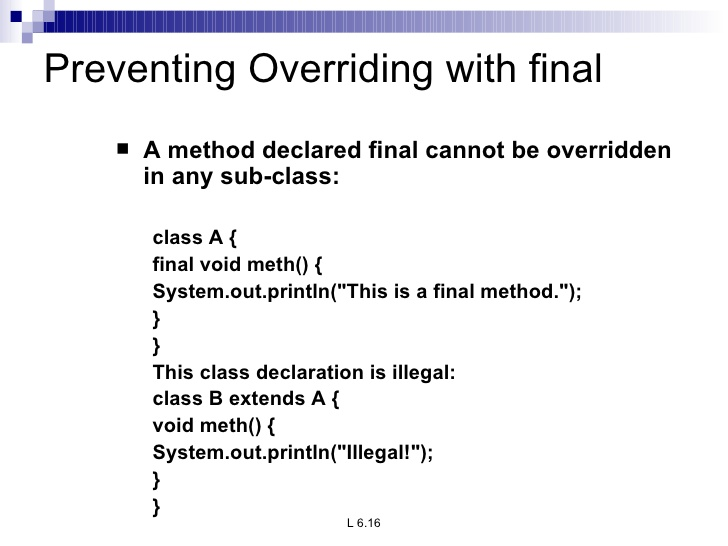 Preventing Overriding with final
A method declared final cannot be overridden
in any sub-class:
class A {
final void meth() {
System.out.println("This is a final method.");
}
}
This class declaration is illegal:
class B extends A {
void meth() {
System.out.println("Illegal!");
}
}
L 6.16